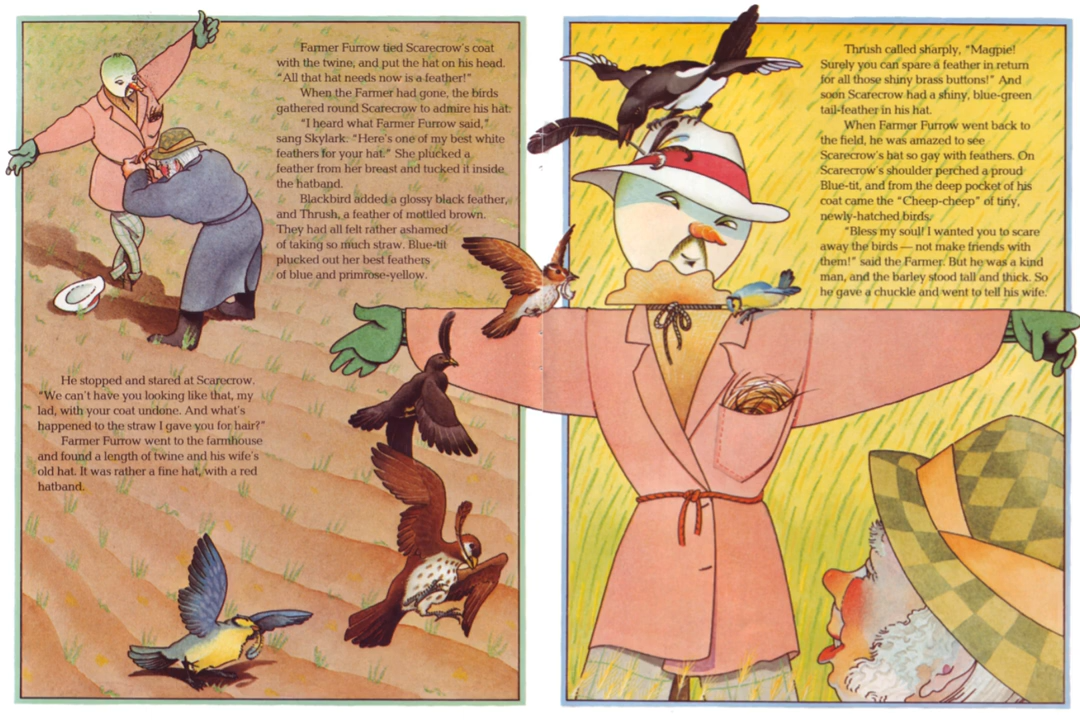 He stopped and stared at Scarecrow.
"We can't have you looking like that, my
lad, with your coat undone. And what's
happened to the straw I gave you for hair?"
Farmer Furrow went to the farmhouse
and found a length of twine and his wife's
old hat. It was rather a fine hat, with a red
hatband.
Farmer Furrow tied Scarecrow's coat
with the twine, and put the hat on his head.
"All that hat needs now is a feather!"
When the Farmer had gone, the birds
gathered round Scarecrow to admire his hat.
"I heard what Farmer Furrow said,"
sang Skylark. "Here's one of my best white
feathers for your hat." She plucked a
feather from her breast and tucked it inside
the hatband.
Blackbird added a glossy black feather,
and Thrush, a feather of mottled brown.
They had all felt rather ashamed
of taking so much straw. Blue-tit
plucked out her best feathers
of blue and primrose-yellow.
Thrush called sharply, "Magpie!
Surely you can spare a feather in return
for all those shiny brass buttons!" And
soon Scarecrow had a shiny, blue-green
tail-feather in his hat.
When Farmer Furrow went back to
the field, he was amazed to see
Scarecrow's hat so gay with feathers. On
Scarecrow's shoulder perched a proud
Blue-tit, and from the deep pocket of his
coat came the "Cheep-cheep" of tiny,
newly-hatched birds.
"Bless my soul! I wanted you to scare
away the birds — not make friends with
them!" said the Farmer. But he was a kind
man, and the barley stood tall and thick. So
he gave a chuckle and went to tell his wife.